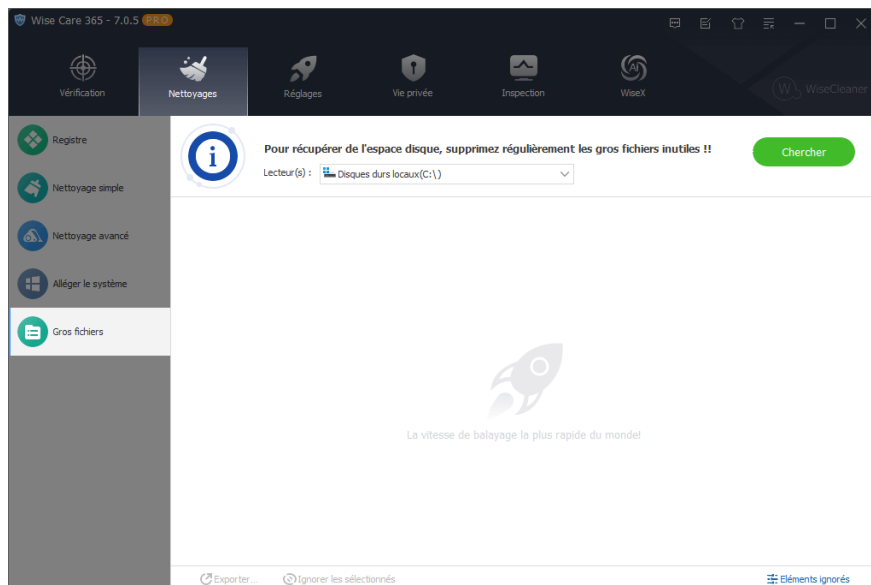 Wise Care 365 - 7.0.5 PRO
Vérification
Nettoyages
Réglages
Vie privée
Inspection
WiseX
WiseCleaner
Registre
Nettoyage simple
Nettoyage avancé
Alléger le système
Gros fichiers
Pour récupérer de l'espace disque, supprimez régulièrement les gros fichiers inutiles !!
Lecteur(s) : Disques durs locaux(C:\)
Chercher
La vitesse de balayage la plus rapide du monde!
Exporter...
Ignorer les sélectionnés
Eléments ignorés